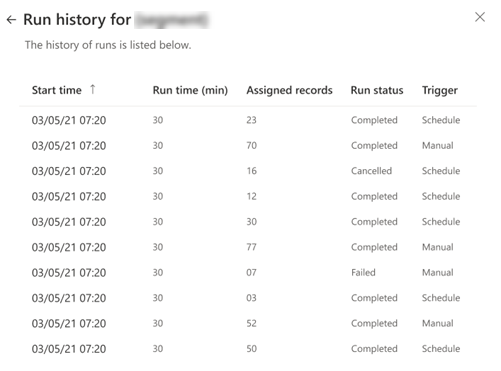 Run history for
The history of runs is listed below.
Start time ↑ Run time (min) Assigned records Run status Trigger
03/05/21 07:20 30 23 Completed Schedule
03/05/21 07:20 30 70 Completed Manual
03/05/21 07:20 30 16 Cancelled Schedule
03/05/21 07:20 30 12 Completed Schedule
03/05/21 07:20 30 30 Completed Schedule
03/05/21 07:20 30 77 Completed Manual
03/05/21 07:20 30 07 Failed Manual
03/05/21 07:20 30 03 Completed Schedule
03/05/21 07:20 30 52 Completed Manual
03/05/21 07:20 30 50 Completed Schedule